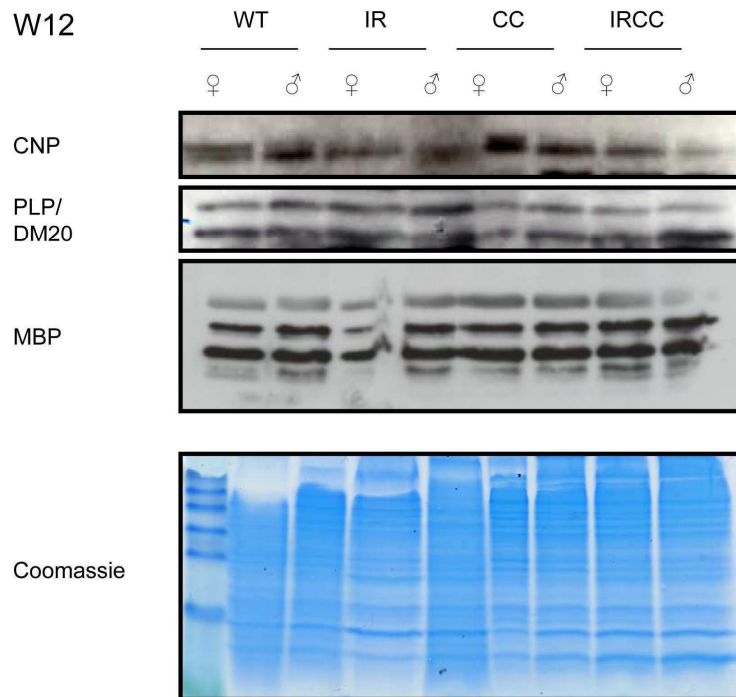 W12
WT IR CC IRCC
♀ ♂ ♀ ♂ ♀ ♀ ♂
CNP
PLP/
DM20
MBP
Coomassie